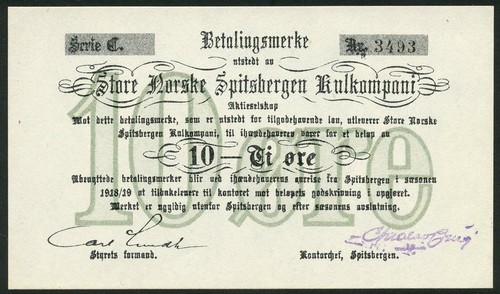 Serie C.
Betalingsmerke
Nr. 3493
utstedt av
Store Norske Spitsbergen Kulkompani
Aktieselskap
Mot dette betalingsmerke, som er utstedt for tilgodehavende løn, utleverer Store Norske
Spitsbergen Kulkompani, til ihændehaveren varer for et beløp av
10 — Ti øre
Ubenyttede betalingsmerker blir ved ihændehaverens avreise fra Spitsbergen i sæsonen
1918/19 at tilbakelevere til kontoret mot beløpets godskrivning i opgjøret.
Merket er ugyldig utenfor Spitsbergen og efter sæsonens avslutning.
Styrets formand.
Kontorchef, Spitsbergen.
10 øre